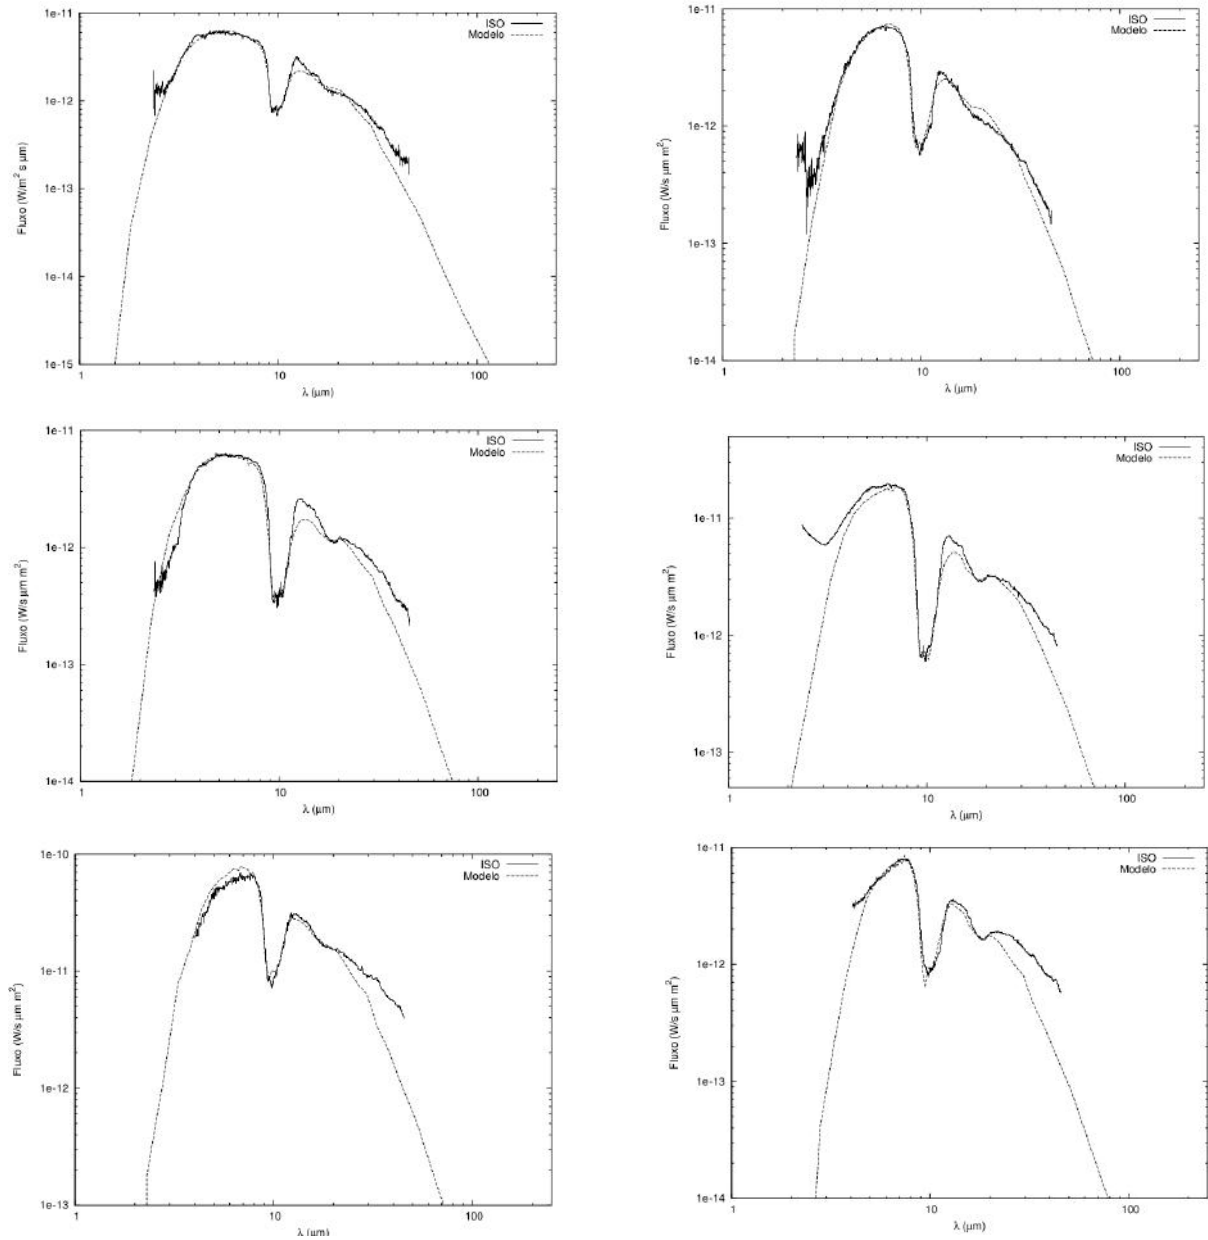 1e-11
ISO
Modelo
1e-12
1e-13
1e-14
1e-15
1
10
100
Fluxo (W/m² s μm)
λ (μm)
1e-11
ISO
Modelo
1e-12
1e-13
1e-14
1
10
100
Fluxo (W/s μm m²)
λ (μm)
1e-11
ISO
Modelo
1e-12
1e-13
1e-14
1
10
100
Fluxo (W/s μm m²)
λ (μm)
ISO
Modelo
1e-11
1e-12
1e-13
1
10
100
Fluxo (W/s μm m²)
λ (μm)
1e-10
ISO
Modelo
1e-11
1e-12
1e-13
1
10
100
Fluxo (W/s μm m²)
λ (μm)
1e-11
ISO
Modelo
1e-12
1e-13
1e-14
1
10
100
Fluxo (W/s μm m²)
λ (μm)